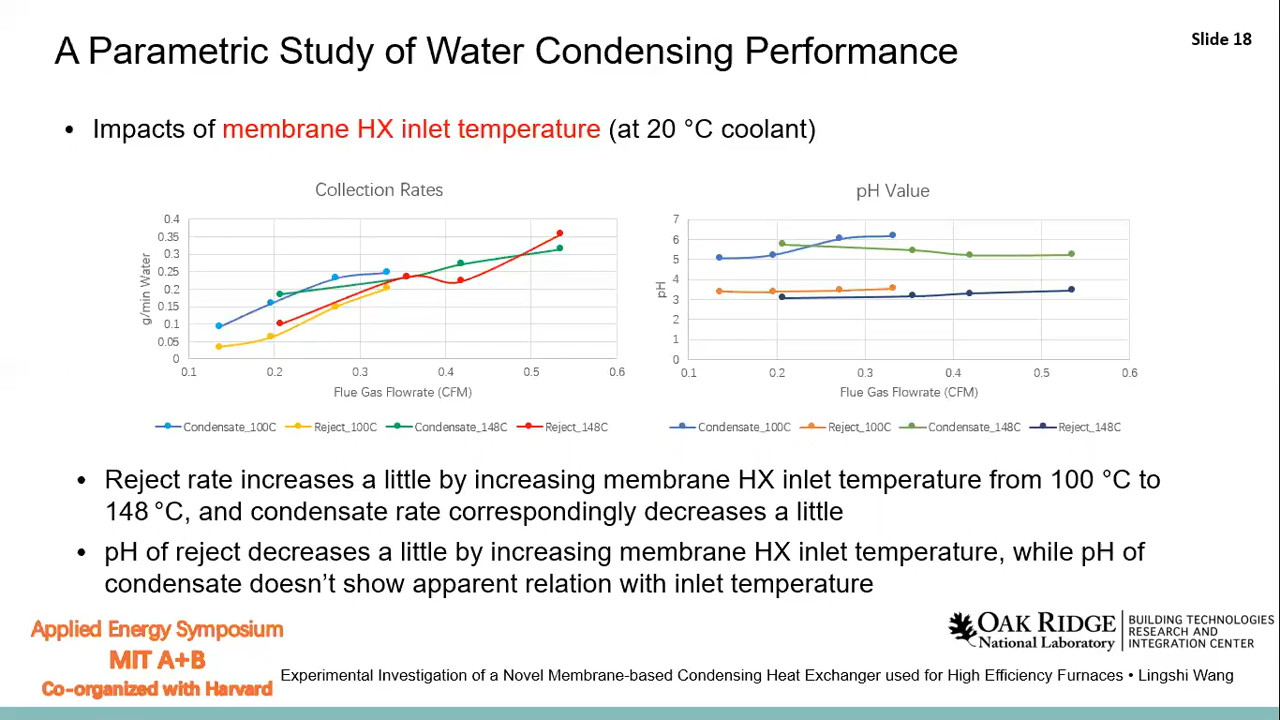 A Parametric Study of Water Condensing Performance
Slide 18
• Impacts of membrane HX inlet temperature (at 20 °C coolant)
Collection Rates
0.4
0.35
0.3
0.25
0.2
0.15
0.1
0.05
0
g/min Water
0.1 0.2 0.3 0.4 0.5 0.6
Flue Gas Flowrate (CFM)
Condensate_100C Reject_100C Condensate_148C Reject_148C
pH Value
7
6
5
4
3
2
1
0
pH
0.1 0.2 0.3 0.4 0.5 0.6
Flue Gas Flowrate (CFM)
Condensate_100C Reject_100C Condensate_148C Reject_148C
• Reject rate increases a little by increasing membrane HX inlet temperature from 100 °C to
148 °C, and condensate rate correspondingly decreases a little
• pH of reject decreases a little by increasing membrane HX inlet temperature, while pH of
condensate doesn't show apparent relation with inlet temperature
Applied Energy Symposium
MIT A+B
Co-organized with Harvard
OAK RIDGE
National Laboratory
BUILDING TECHNOLOGIES
RESEARCH AND
INTEGRATION CENTER
Experimental Investigation of a Novel Membrane-based Condensing Heat Exchanger used for High Efficiency Furnaces • Lingshi Wang